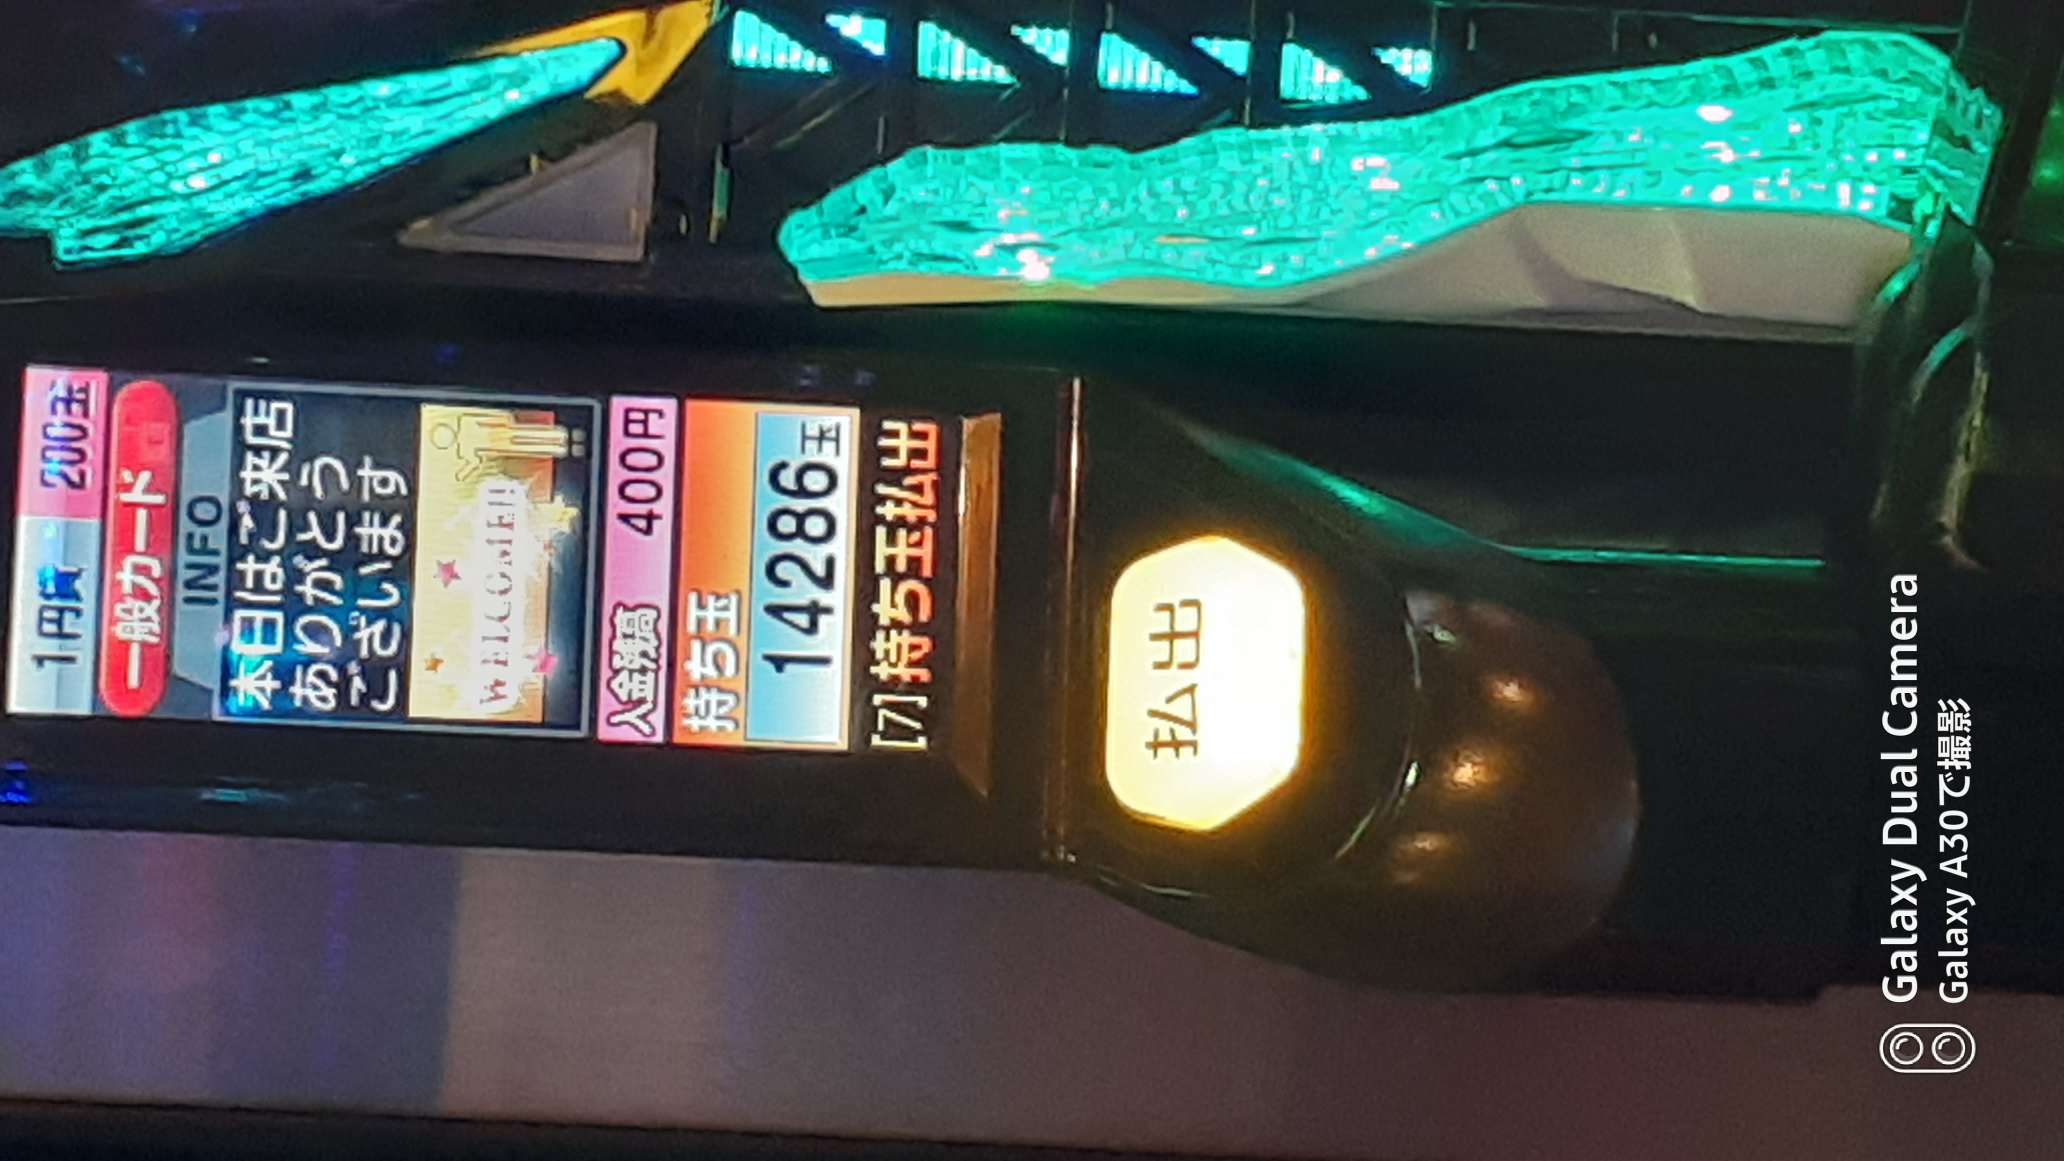 1円貸 200玉
一般カード
INFO
本日はご来店
ありがとう
ございます
WELCOME!!
入金残高 400円
持ち玉
14286玉
[7] 持ち玉払出
払出
Galaxy Dual Camera
Galaxy A30で撮影